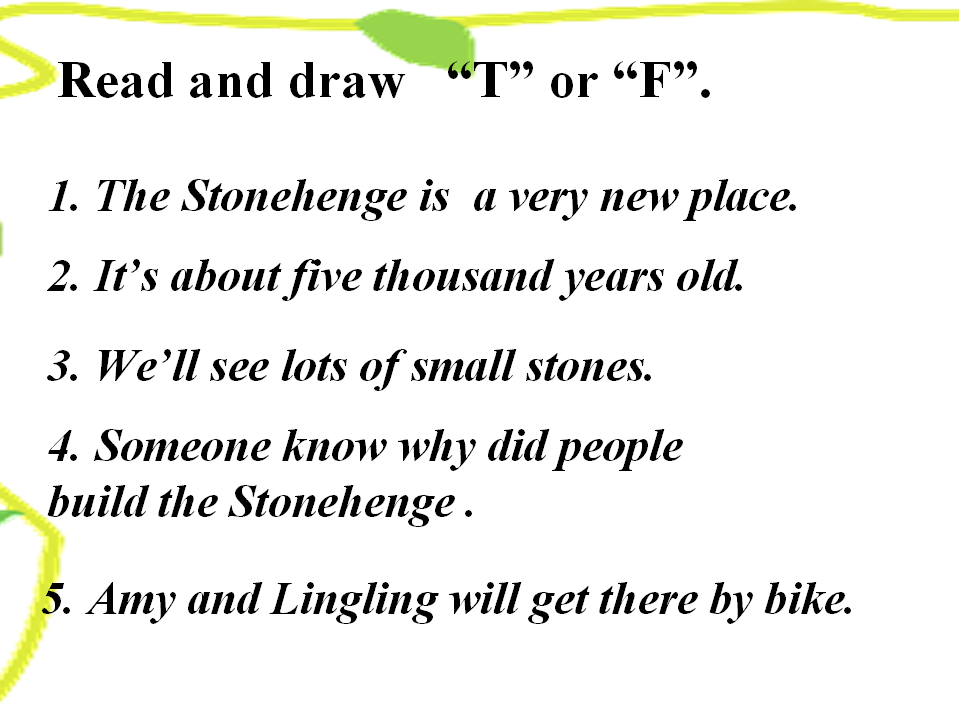 Read and draw “T” or “F”.
1. The Stonehenge is a very new place.
2. It’s about five thousand years old.
3. We’ll see lots of small stones.
4. Someone know why did people
build the Stonehenge .
5. Amy and Lingling will get there by bike.